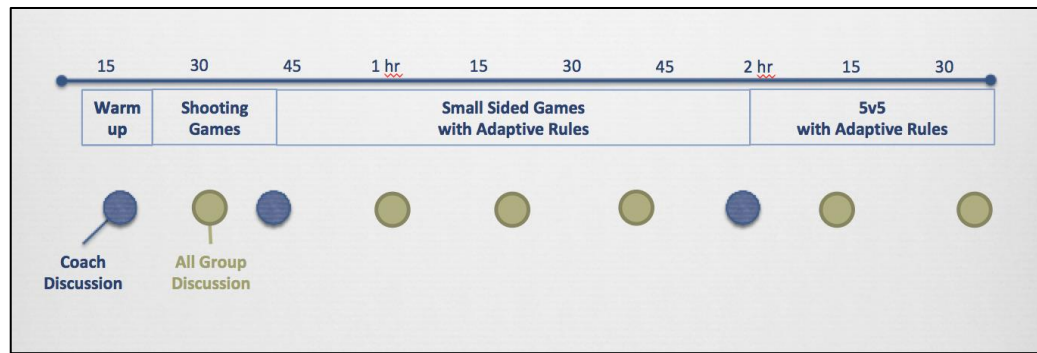 15 30 45 1 hr 15 30 45 2 hr 15 30
Warm up
Shooting Games
Small Sided Games
with Adaptive Rules
5v5
with Adaptive Rules
Coach
Discussion
All Group
Discussion